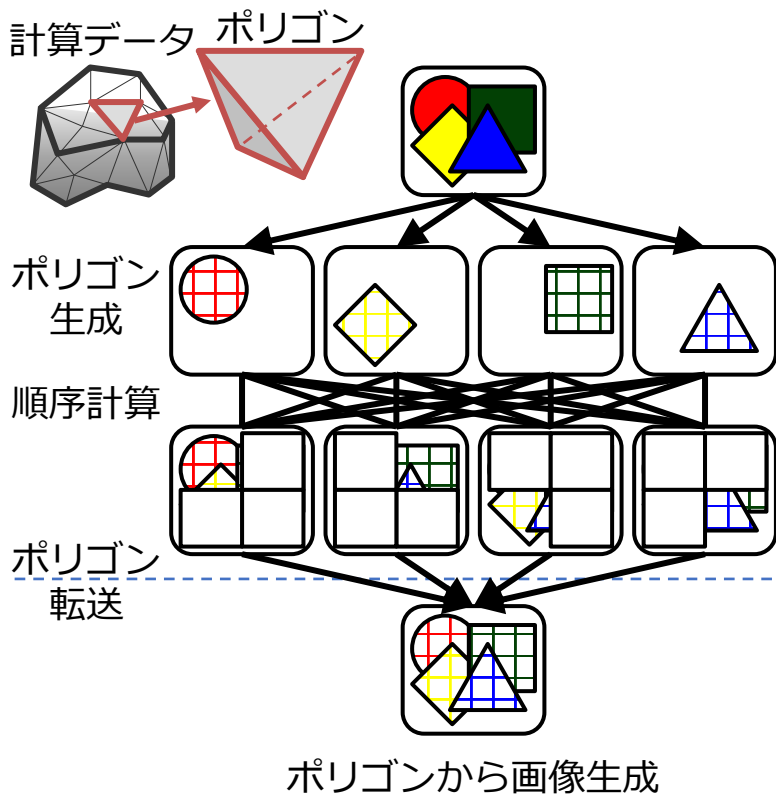 計算データ
ポリゴン
ポリゴン
生成
順序計算
ポリゴン
転送
ポリゴンから画像生成